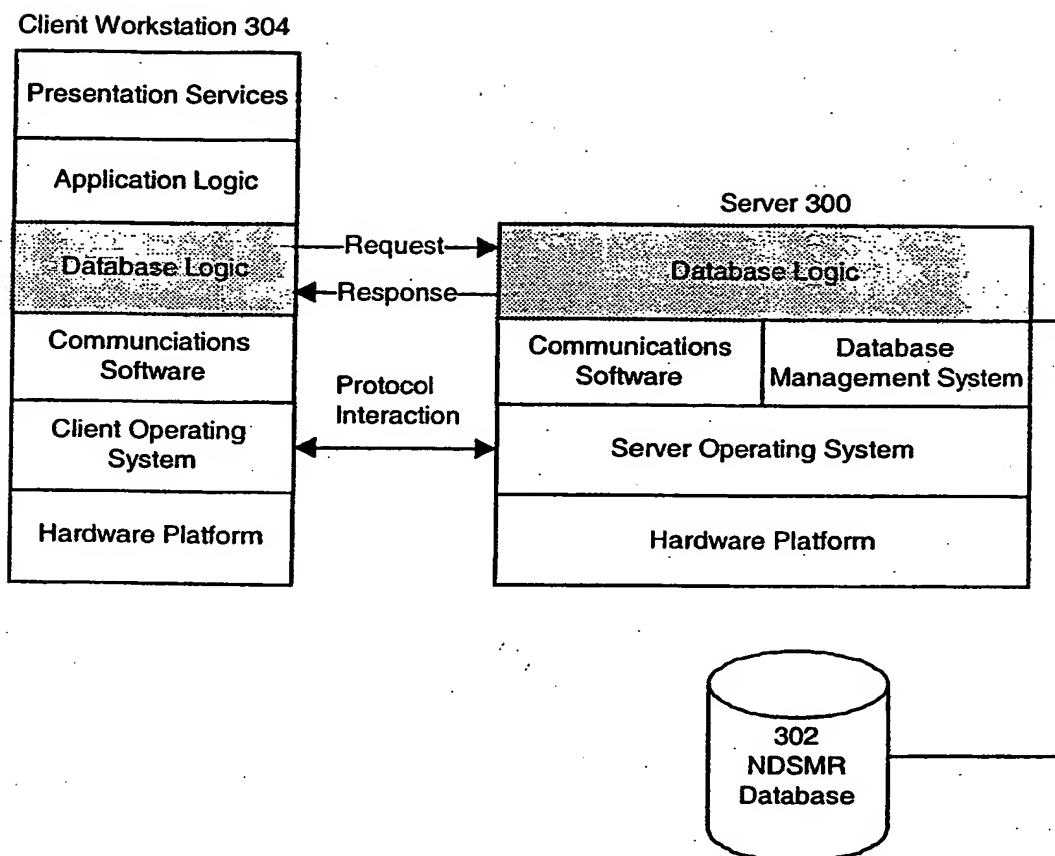 Client Workstation 304
Presentation Services
Application Logic
Database Logic
Communciations
Software
Client Operating
System
Hardware Platform
Request
Response
Protocol
Interaction
Server 300
Database Logic
Communications
Software
Database
Management System
Server Operating System
Hardware Platform
302
NDSMR
Database